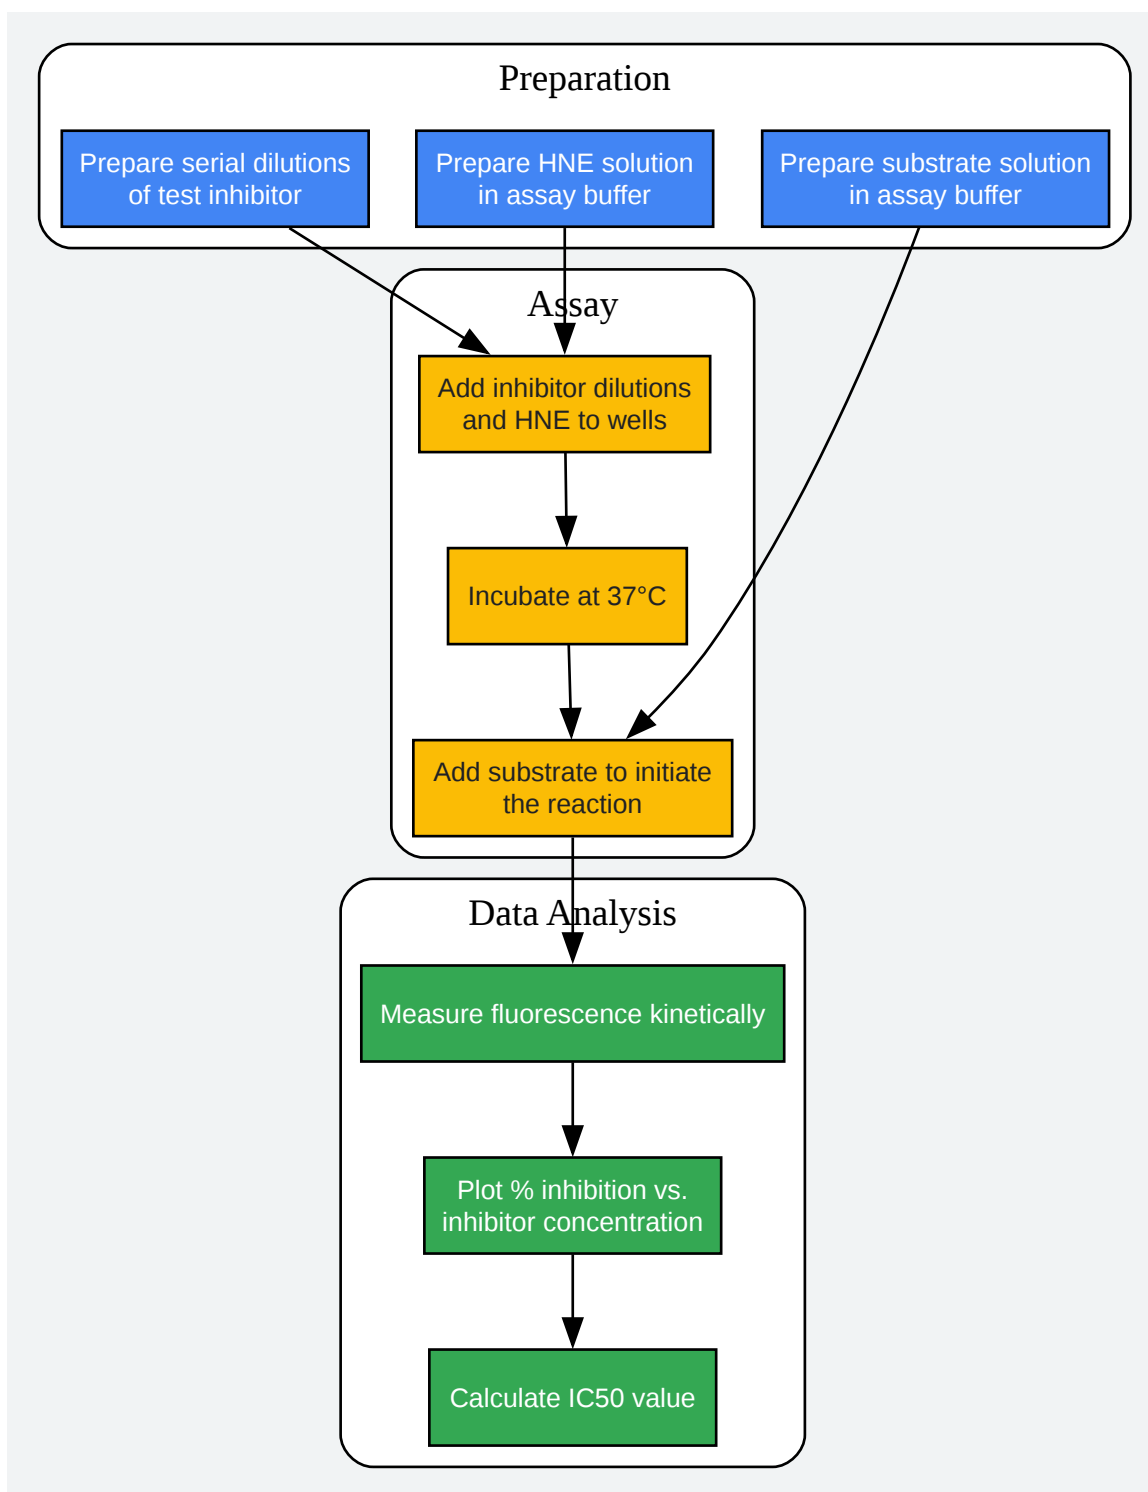 Preparation
Prepare serial dilutions
of test inhibitor
Prepare HNE solution
in assay buffer
Prepare substrate solution
in assay buffer
Assay
Add inhibitor dilutions
and HNE to wells
Incubate at 37°C
Add substrate to initiate
the reaction
Data Analysis
Measure fluorescence kinetically
Plot % inhibition vs.
inhibitor concentration
Calculate IC50 value